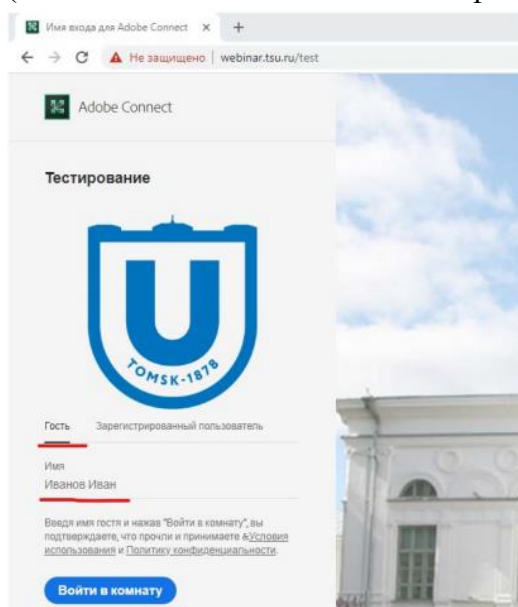 Имя входа для Adobe Connect
Не защищено webinar.tsu.ru/test
Adobe Connect
Тестирование
U
TOMSK-1878
Гость Зарегистрированный пользователь
Имя
Иванов Иван
Введя имя гостя и нажав "Войти в комнату", вы
подтверждаете, что прочли и принимаете &Условия
использования и Политику конфиденциальности.
Войти в комнату